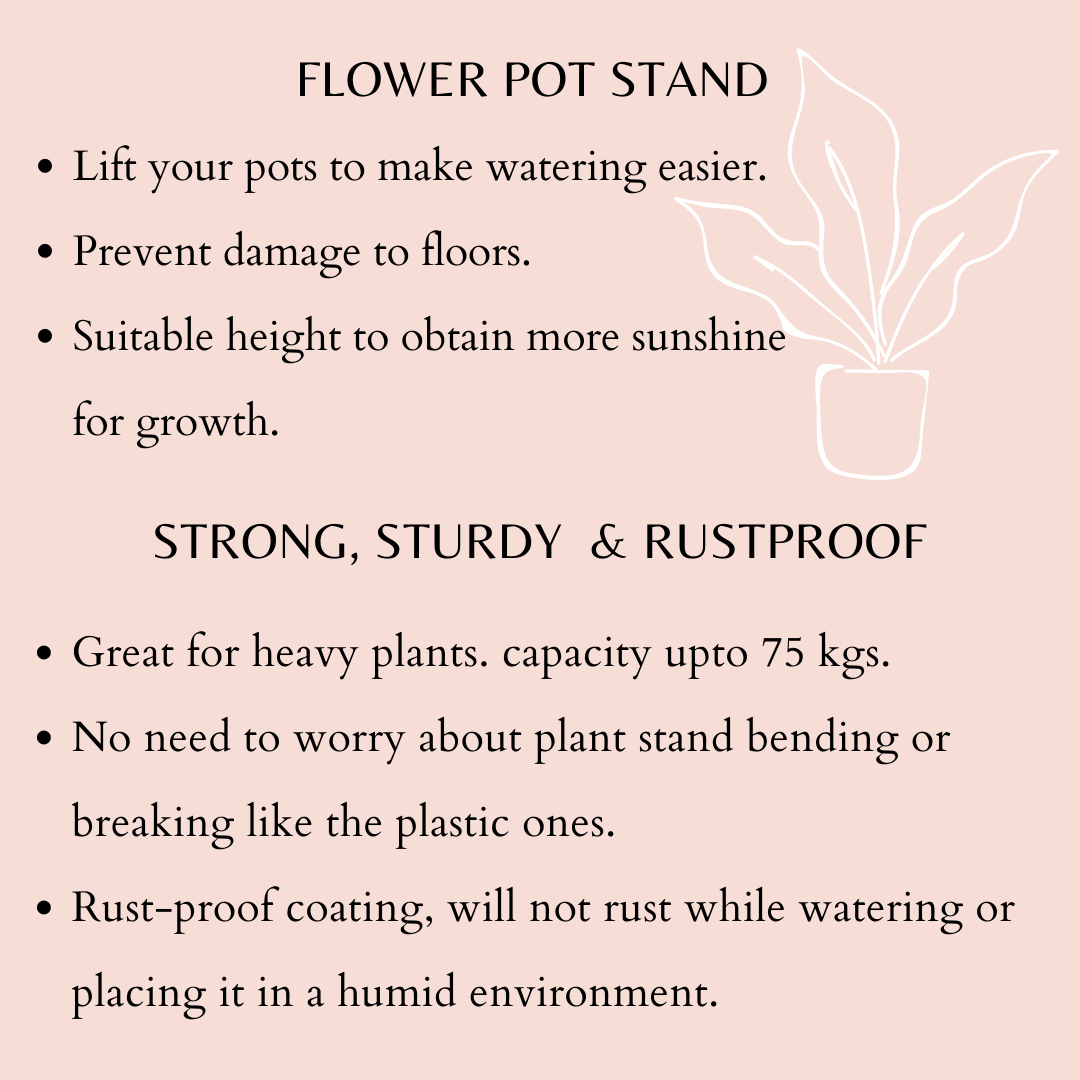 FLOWER POT STAND
• Lift your pots to make watering easier.
• Prevent damage to floors.
• Suitable height to obtain more sunshine
for growth.
STRONG, STURDY & RUSTPROOF
• Great for heavy plants. capacity upto 75 kgs.
• No need to worry about plant stand bending or
breaking like the plastic ones.
• Rust-proof coating, will not rust while watering or
placing it in a humid environment.